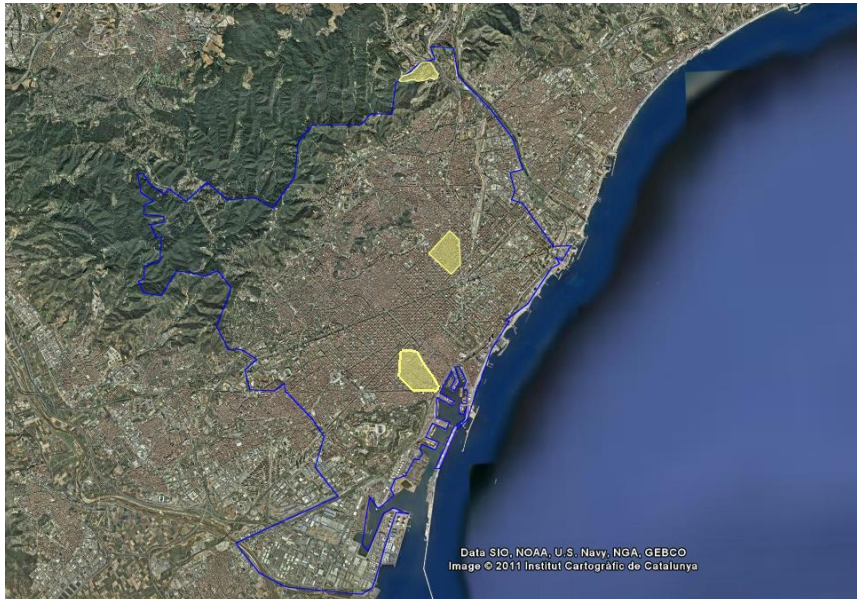 Data SIO, NOAA, U.S. Navy, NGA, GEBCO
Image © 2011 Institut Cartogràfic de Catalunya